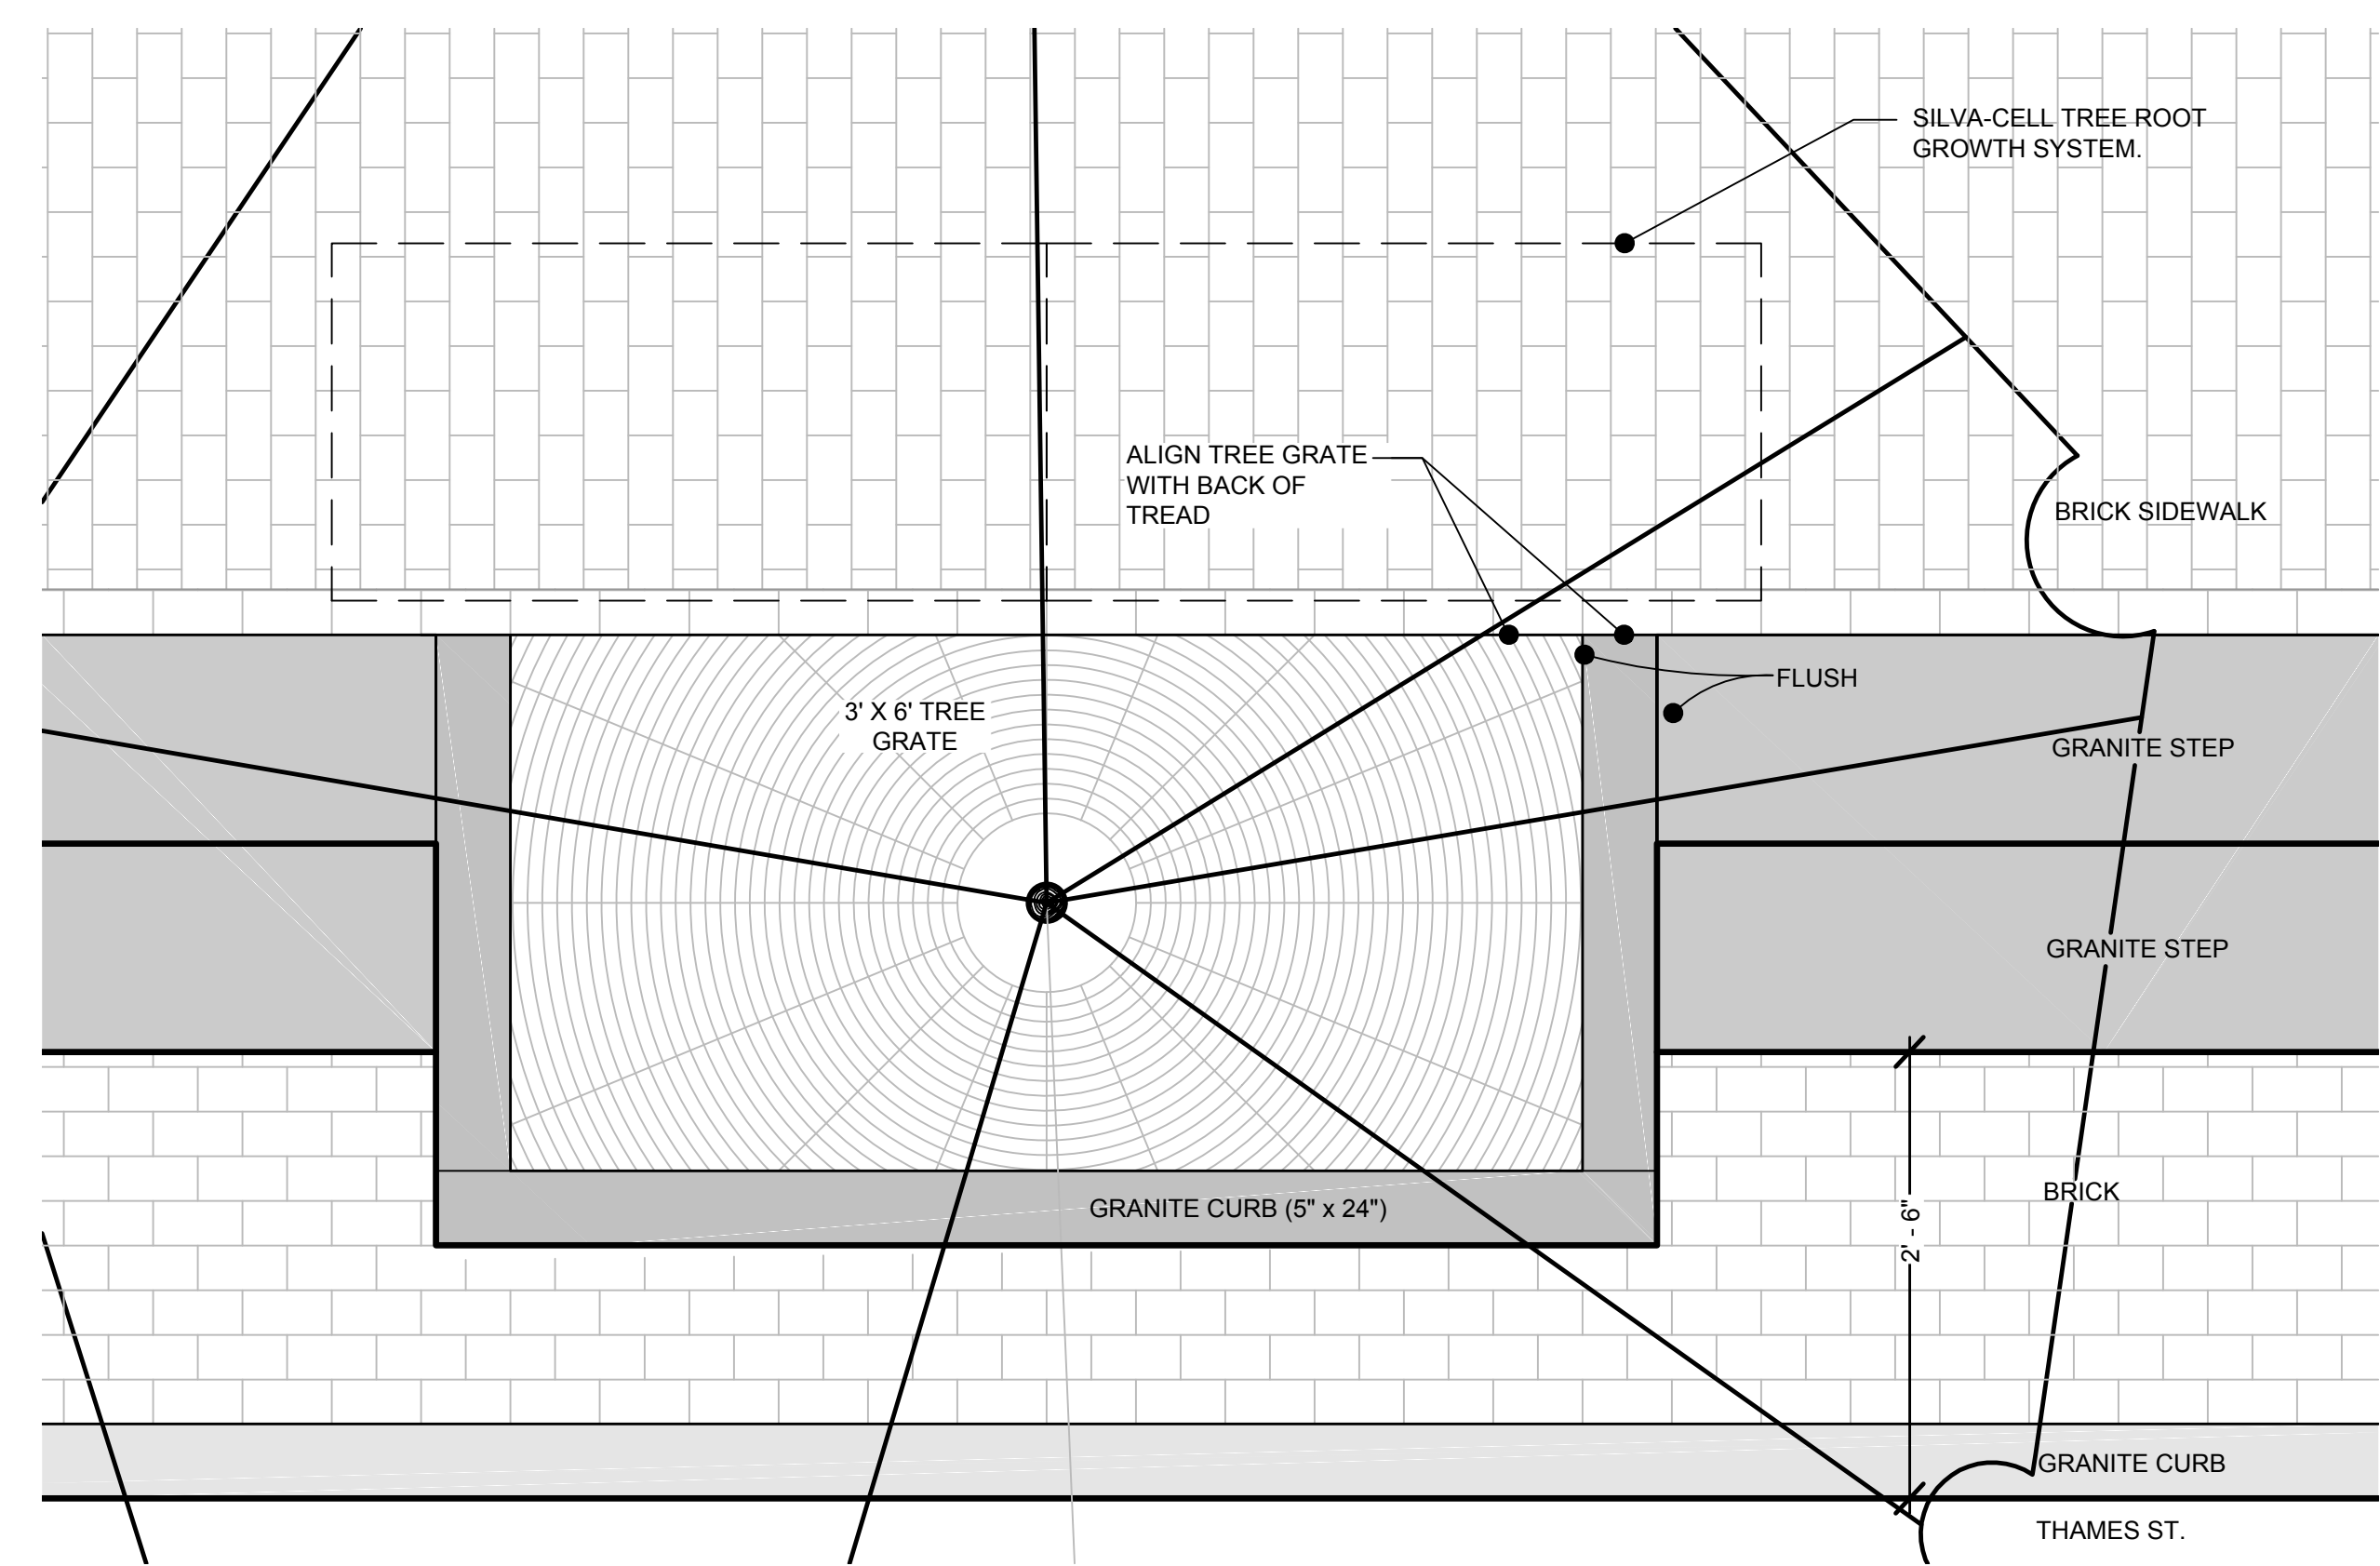 SILVA-CELL TREE ROOT
GROWTH SYSTEM.
ALIGN TREE GRATE
WITH BACK OF
TREAD
BRICK SIDEWALK
FLUSH
3' X 6' TREE
GRATE
GRANITE STEP
GRANITE STEP
BRICK
2' - 6"
GRANITE CURB (5" x 24")
GRANITE CURB
THAMES ST.